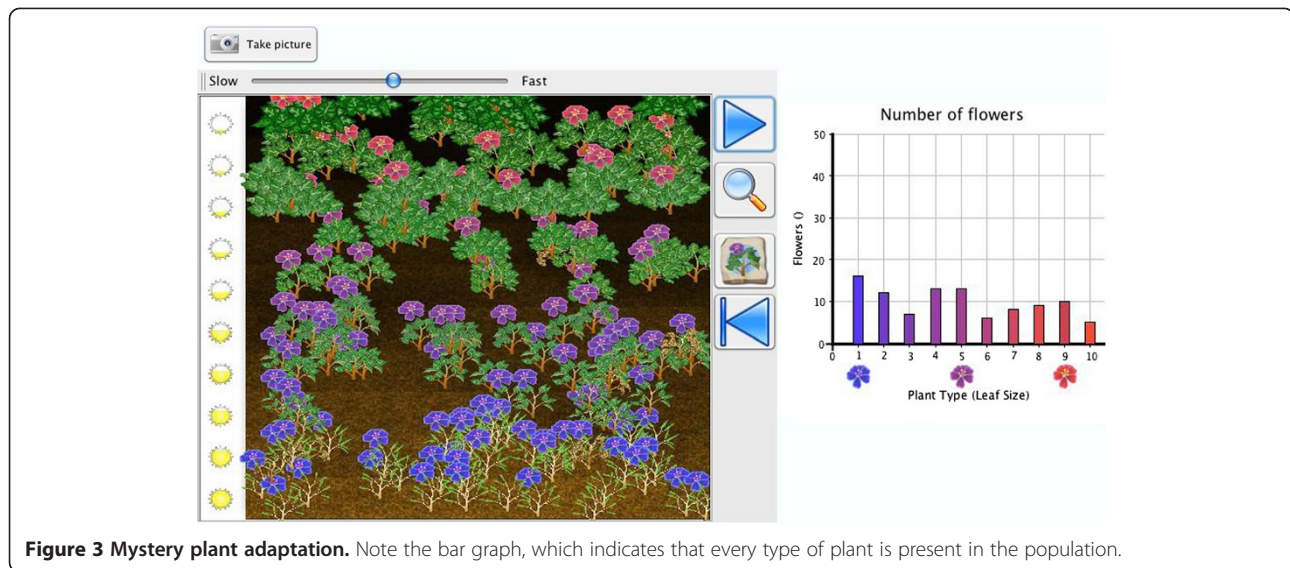 Take picture
Slow Fast
Number of flowers
50
40
30
20
10
0
Flowers ()
0 1 2 3 4 5 6 7 8 9 10
Plant Type (Leaf Size)
Figure 3 Mystery plant adaptation. Note the bar graph, which indicates that every type of plant is present in the population.